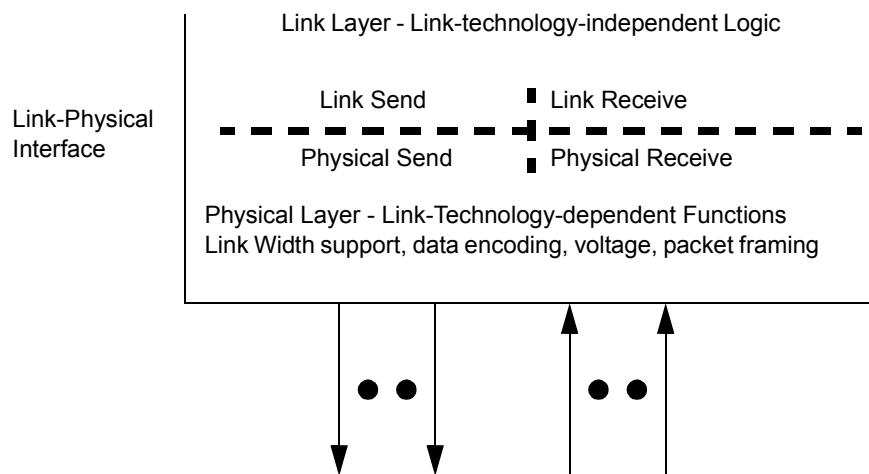 Link Layer - Link-technology-independent Logic
Link Send
Link Receive
Link-Physical
Interface
Physical Send
Physical Receive
Physical Layer - Link-Technology-dependent Functions
Link Width support, data encoding, voltage, packet framing